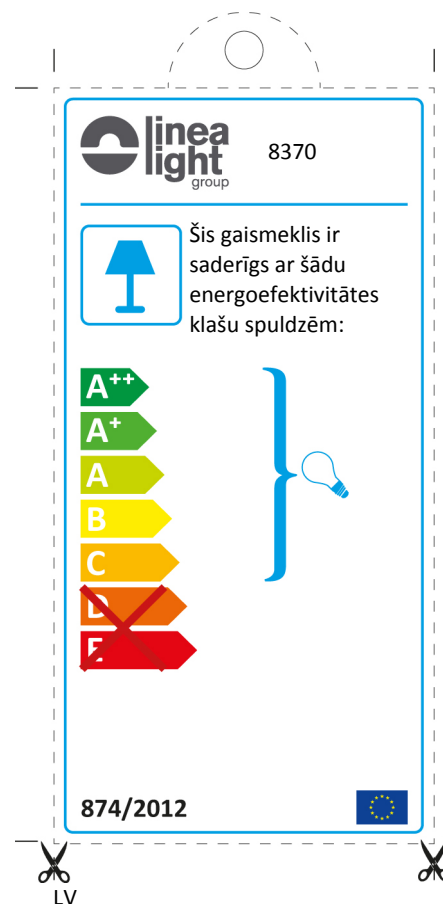 linea
light
group
8370
Šis gaismeklis ir
saderīgs ar šādu
energoefektivitātes
klašu spuldzēm:
A++
A+
A
B
C
D
E
874/2012
LV